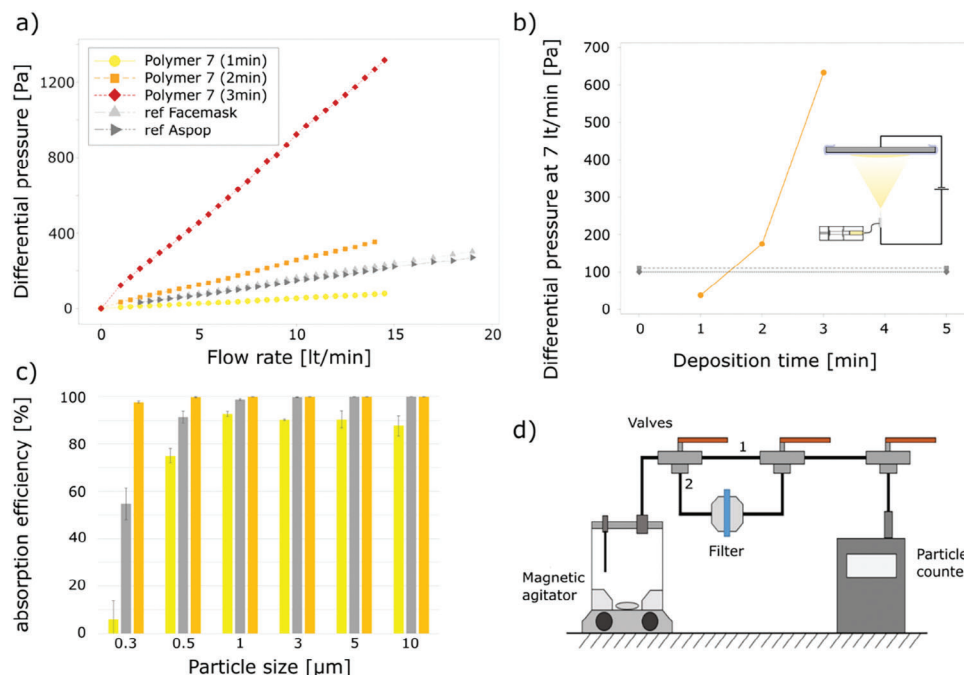 a)
Differential pressure [Pa]
1200
800
400
0
Polymer 7 (1min)
Polymer 7 (2min)
Polymer 7 (3min)
ref Facemask
ref Aspop
0 5 10 15 20
Flow rate [lt/min]
b)
Differential pressure at 7 lt/min [Pa]
700
600
500
400
300
200
100
0
0 1 2 3 4 5
Deposition time [min]
c)
absorption efficiency [%]
100
80
60
40
20
0
0.3 0.5 1 3 5 10
Particle size [µm]
d)
Valves
1
2
Filter
Magnetic
agitator
Particle
counter